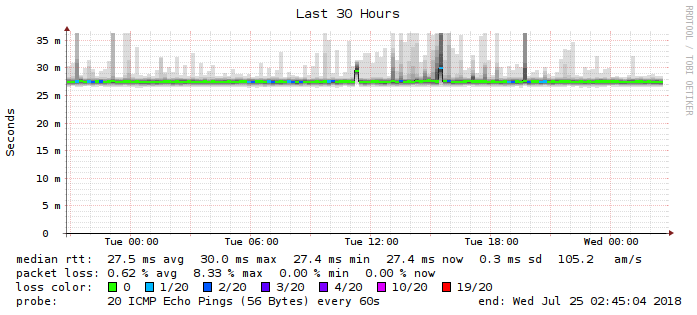 Last 30 Hours
RRDTOOL / TOBI OETIKER
Seconds
35 m
30 m
25 m
20 m
15 m
10 m
5 m
0
Tue 00:00 Tue 06:00 Tue 12:00 Tue 18:00 Wed 00:00
median rtt: 27.5 ms avg 30.0 ms max 27.4 ms min 27.4 ms now 0.3 ms sd 105.2 am/s
packet loss: 0.62 % avg 8.33 % max 0.00 % min 0.00 % now
loss color: 0 1/20 2/20 3/20 4/20 10/20 19/20
probe: 20 ICMP Echo Pings (56 Bytes) every 60s end: Wed Jul 25 02:45:04 2018